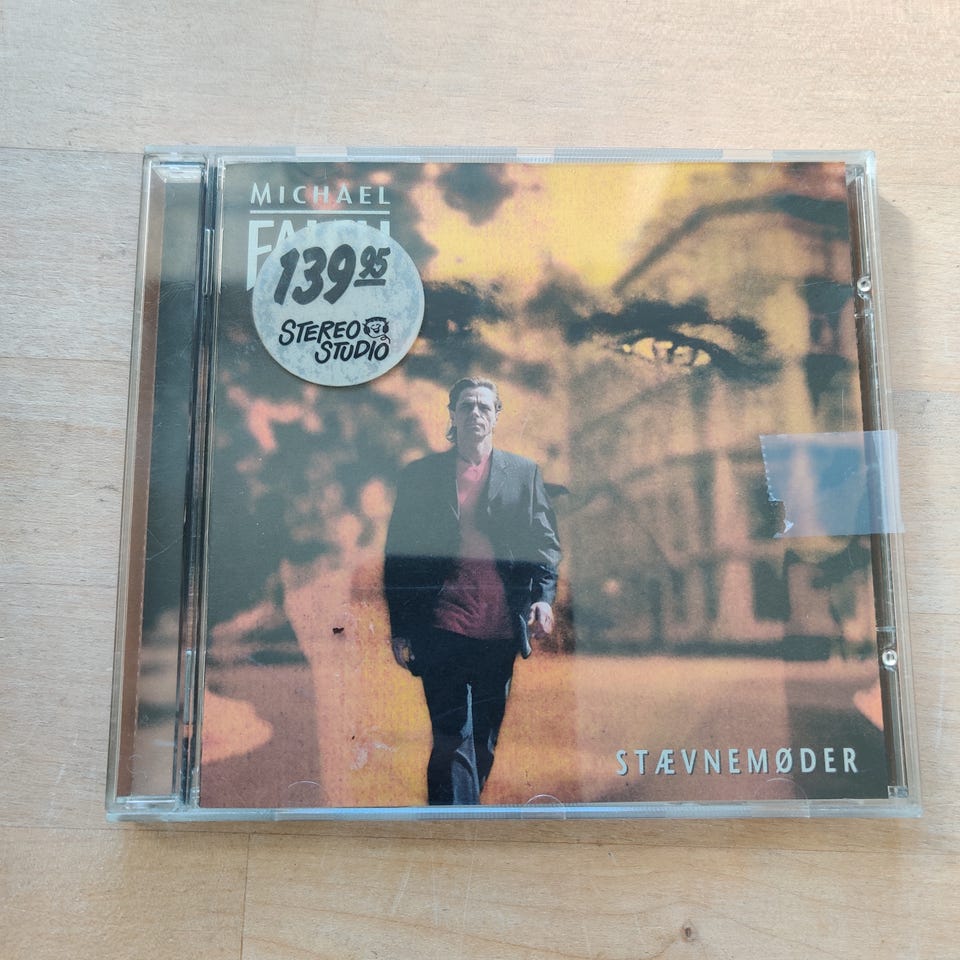 MICHAEL
139.95
STEREO
STUDIO
STÆVNEMØDER